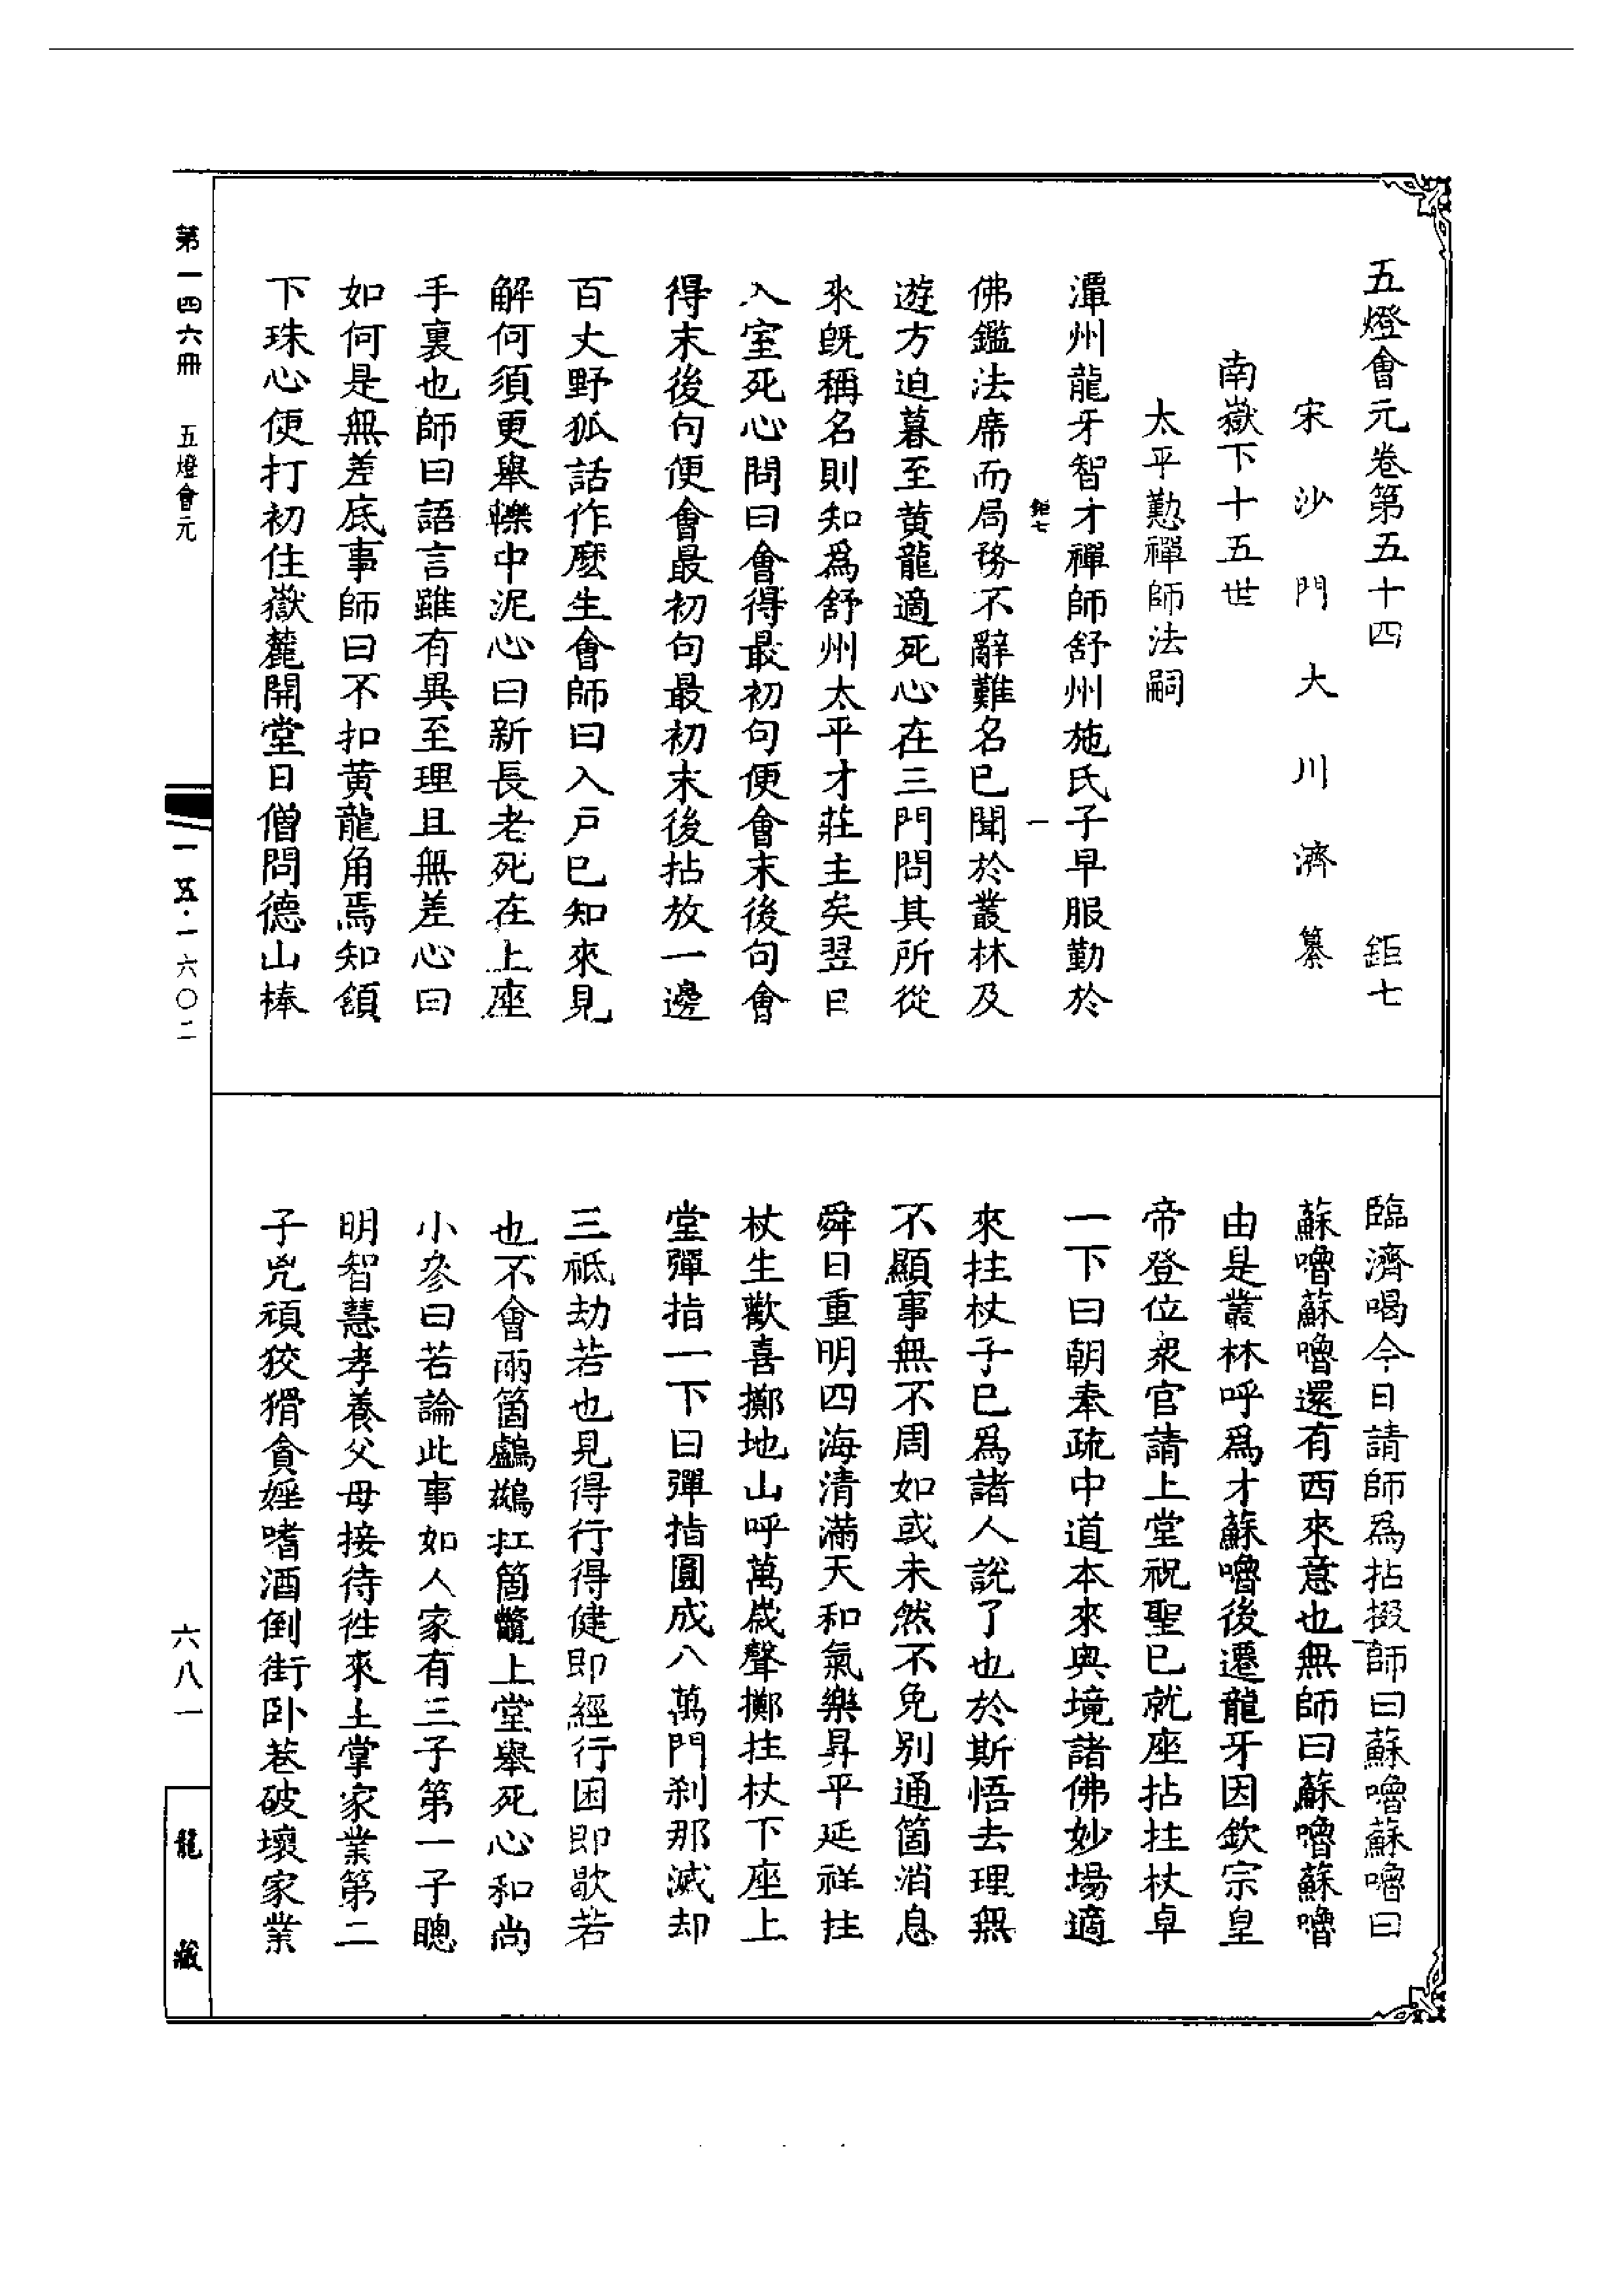 五燈會元卷第五十四　鉅七
宋沙門大川濟纂
南嶽下十五世
太平懃禪師法嗣
潭州龍牙智才禪師舒州施氏子早服勤於
鉅七　一
佛鑑法席而局務不辭難名已聞於叢林及
遊方迫暮至黄龍適死心在三門問其所從
來旣稱名則知爲舒州太平才莊主矣翌日
入室死心問曰會得最初句便會末後句會
得末後句便會最初句最初末後拈放一邊
百丈野狐話作麽生會師曰入戸已知來見
解何須更舉轢中泥心曰新長老死在上座
手裏也師曰語言雖有異至理且無差心曰
如何是無差底事師曰不扣黄龍角焉知頷
下珠心便打初住嶽麓開堂日僧問德山棒
臨濟喝今日請師爲拈掇師曰蘇嚕蘇嚕曰
蘇嚕蘇嚕還有西來意也無師曰蘇嚕蘇嚕
由是叢林呼爲才蘇嚕後遷龍牙因欽宗皇
帝登位衆官請上堂祝聖已就座拈拄杖卓
一下曰朝奉疏中道本來奥境諸佛妙場適
來拄杖子已爲諸人說了也於斯悟去理無
不顯事無不周如或未然不免别通箇消息
舜日重明四海清滿天和氣樂昇平延祥拄
杖生歡喜擲地山呼萬歲聲擲拄杖下座上
堂彈指一下曰彈指圓成八萬門刹那滅却
三祇劫若也見得行得健即經行困即歇若
也不會兩箇鸕鷀扛箇鼈上堂舉死心和尚
小參曰若論此事如人家有三子第一子聰
明智慧孝養父母接待徃來主掌家業第二
子兇頑狡猾貪婬嗜酒倒街卧巷破壞家業
第一四六冊　五燈會元
一五·一六〇二
六八一
龍藏